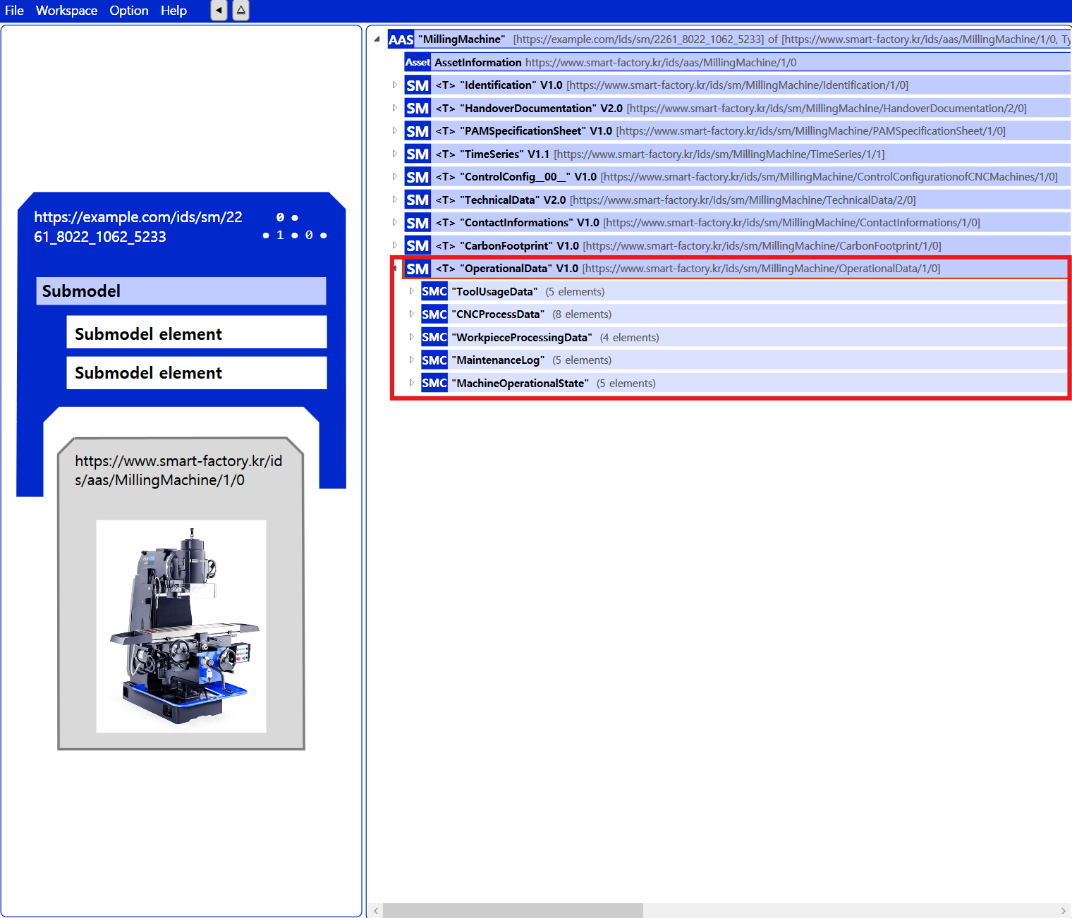 File Workspace Option Help
https://example.com/ids/sm/22
61_8022_1062_5233
0
1 0
Submodel
Submodel element
Submodel element
https://www.smart-factory.kr/id
s/aas/MillingMachine/1/0
AAS "MillingMachine" [https://example.com/ids/sm/2261_8022_1062_5233] of [https://www.smart-factory.kr/ids/aas/MillingMachine/1/0, Ty
Asset AssetInformation https://www.smart-factory.kr/ids/aas/MillingMachine/1/0
SM <T> "Identification" V1.0 [https://www.smart-factory.kr/ids/sm/MillingMachine/Identification/1/0]
SM <T> "HandoverDocumentation" V2.0 [https://www.smart-factory.kr/ids/sm/MillingMachine/HandoverDocumentation/2/0]
SM <T> "PAMSpecificationSheet" V1.0 [https://www.smart-factory.kr/ids/sm/MillingMachine/PAMSpecificationSheet/1/0]
SM <T> "TimeSeries" V1.1 [https://www.smart-factory.kr/ids/sm/MillingMachine/TimeSeries/1/1]
SM <T> "ControlConfig__00__" V1.0 [https://www.smart-factory.kr/ids/sm/MillingMachine/ControlConfigurationofCNCMachines/1/0]
SM <T> "TechnicalData" V2.0 [https://www.smart-factory.kr/ids/sm/MillingMachine/TechnicalData/2/0]
SM <T> "ContactInformations" V1.0 [https://www.smart-factory.kr/ids/sm/MillingMachine/ContactInformations/1/0]
SM <T> "CarbonFootprint" V1.0 [https://www.smart-factory.kr/ids/sm/MillingMachine/CarbonFootprint/1/0]
SM <T> "OperationalData" V1.0 [https://www.smart-factory.kr/ids/sm/MillingMachine/OperationalData/1/0]
SMC "ToolUsageData" (5 elements)
SMC "CNCProcessData" (8 elements)
SMC "WorkpieceProcessingData" (4 elements)
SMC "MaintenanceLog" (5 elements)
SMC "MachineOperationalState" (5 elements)